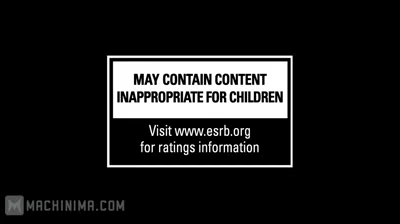 MAY CONTAIN CONTENT
INAPPROPRIATE FOR CHILDREN
Visit www.esrb.org
for ratings information
MACHINIMA.COM